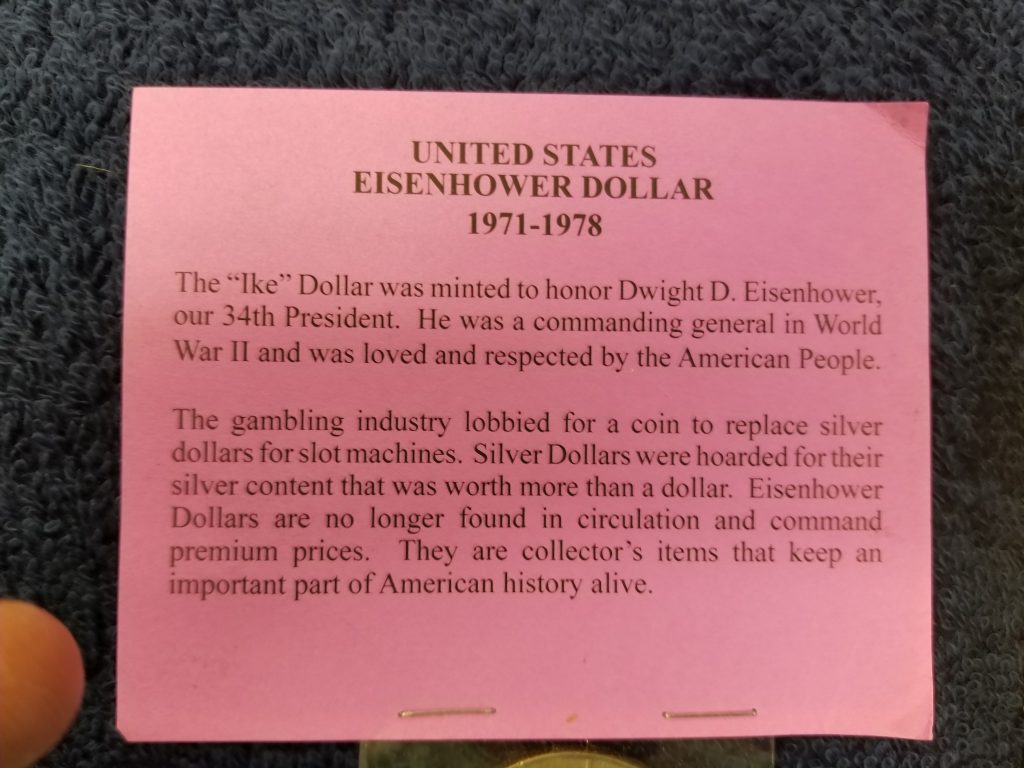 UNITED STATES
EISENHOWER DOLLAR
1971-1978
The “Ike” Dollar was minted to honor Dwight D. Eisenhower,
our 34th President. He was a commanding general in World
War II and was loved and respected by the American People.
The gambling industry lobbied for a coin to replace silver
dollars for slot machines. Silver Dollars were hoarded for their
silver content that was worth more than a dollar. Eisenhower
Dollars are no longer found in circulation and command
premium prices. They are collector’s items that keep an
important part of American history alive.